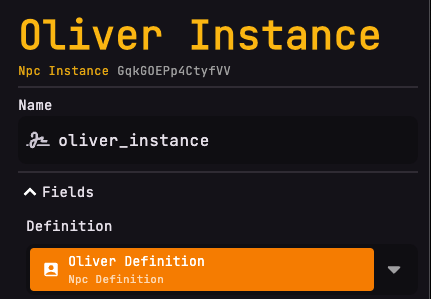 Oliver Instance
Npc Instance GqkGOEPp4CtyfVV
Name
oliver_instance
Fields
Definition
Oliver Definition
Npc Definition